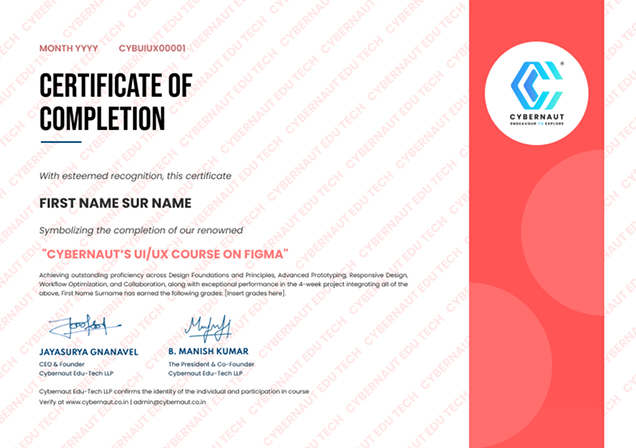 MONTH YYYY CYBUIUX00001
CERTIFICATE OF
COMPLETION
With esteemed recognition, this certificate
FIRST NAME SUR NAME
Symbolizing the completion of our renowned
"CYBERNAUT'S UI/UX COURSE ON FIGMA"
Achieving outstanding proficiency across Design Foundations and Principles, Advanced Prototyping, Responsive Design,
Workflow Optimization, and Collaboration, along with exceptional performance in the 4-week project integrating all of the
above, First Name Surname has earned the following grades: [Insert grades here].
JAYASURYA GNANAVEL
CEO & Founder
Cybernaut Edu-Tech LLP
B. MANISH KUMAR
The President & Co-Founder
Cybernaut Edu-Tech LLP
Cybernaut Edu-Tech LLP confirms the identity of the individual and participation in course
Verify at www.cybernaut.co.in | admin@cybernaut.co.in
®
CYBERNAUT
ENDEAVOUR TO EXPLORE
CYBERNAUT EDU TECH